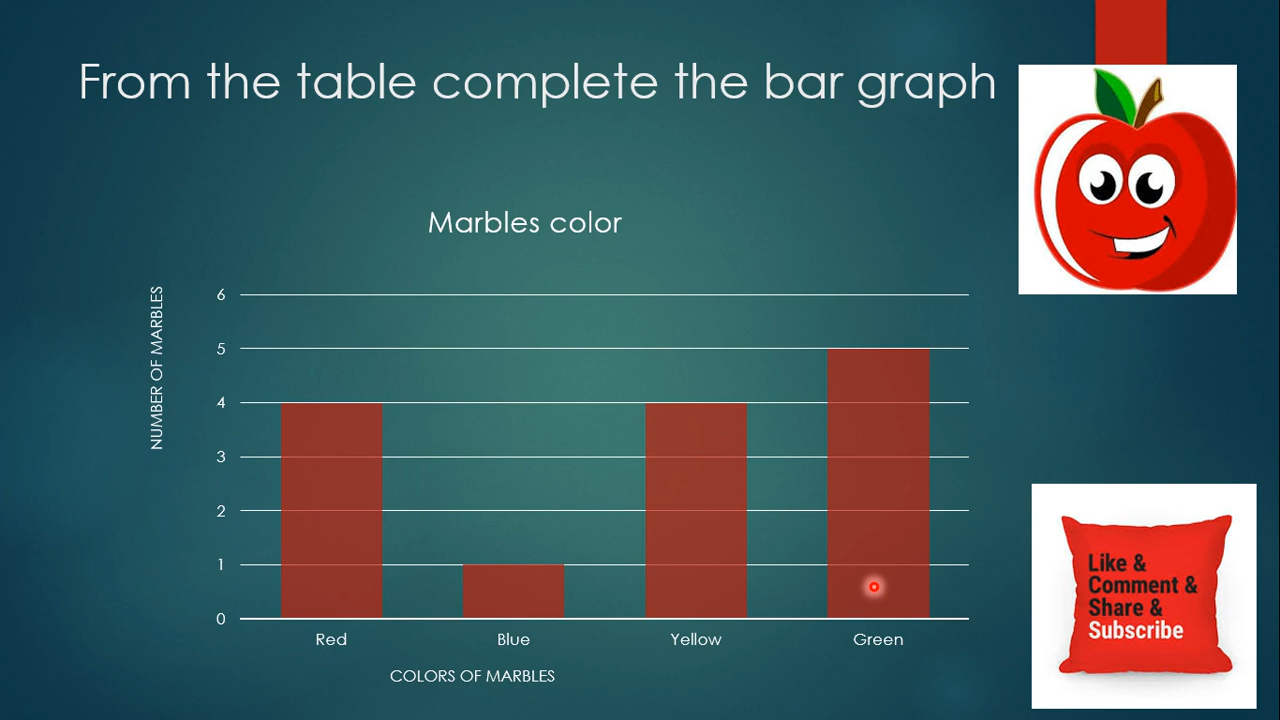 From the table complete the bar graph
Marbles color
NUMBER OF MARBLES
6
5
4
3
2
1
0
Red Blue Yellow Green
COLORS OF MARBLES
Like &
Comment &
Share &
Subscribe